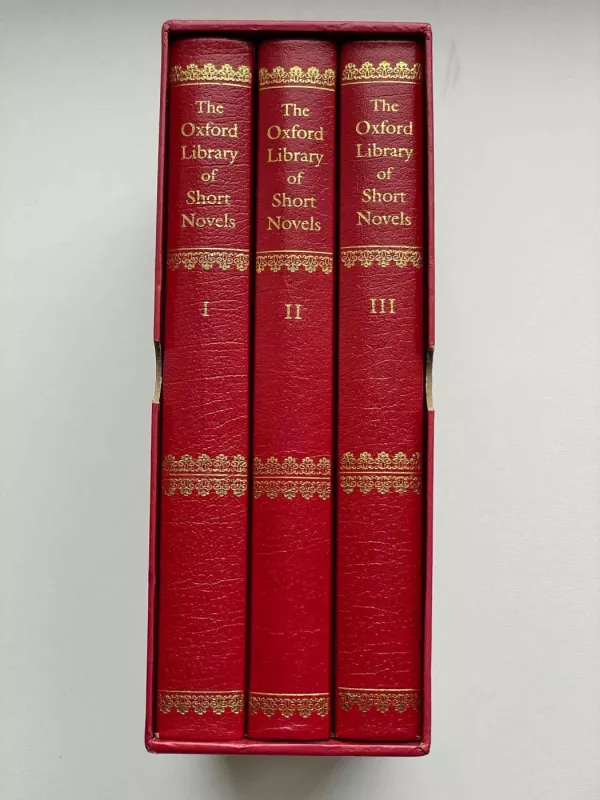 The
Oxford
Library
of
Short
Novels
I
The
Oxford
Library
of
Short
Novels
II
The
Oxford
Library
of
Short
Novels
III